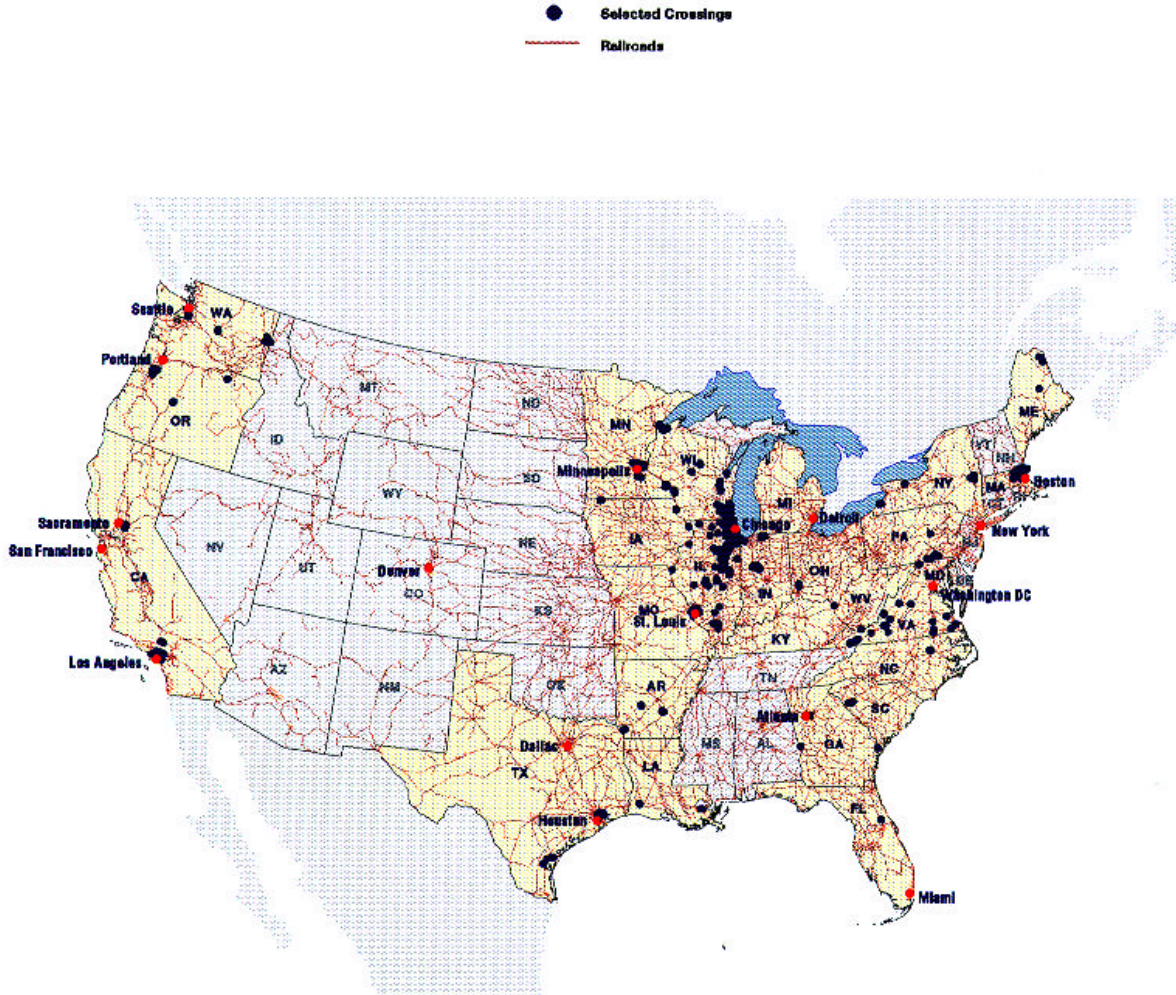 Selected Crossings
Railroads
Seattle
WA
Portland
OR
MT
ID
ND
MN
Minneapolis
SD
WY
WI
MI
ME
VT
NH
NY
MA
Boston
Sacramento
San Francisco
NV
CA
UT
Denver
CO
NE
IA
KS
MO
St. Louis
IL
Chicago
Detroit
IN
OH
PA
New York
NJ
MD
DE
Washington DC
WV
VA
KY
Los Angeles
AZ
NM
AR
TN
NC
SC
Atlanta
GA
MS
AL
Dallas
TX
LA
Houston
FL
Miami